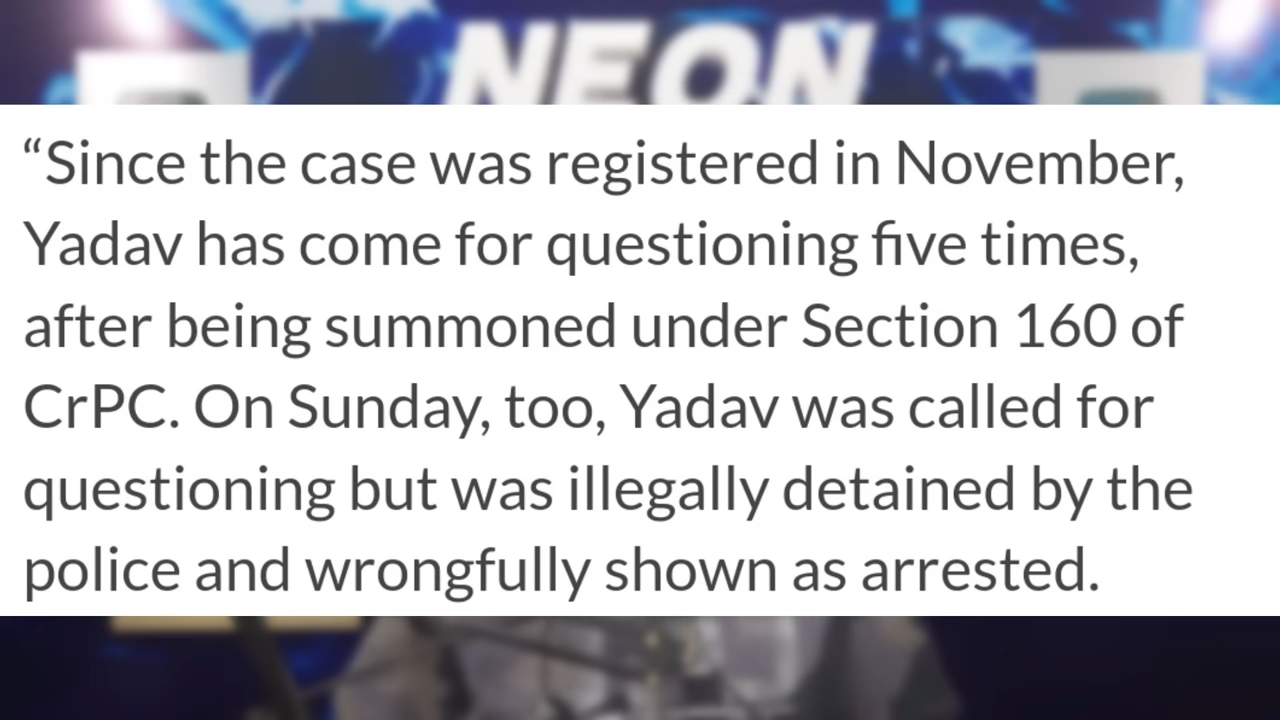 NEON
“Since the case was registered in November,
Yadav has come for questioning five times,
after being summoned under Section 160 of
CrPC. On Sunday, too, Yadav was called for
questioning but was illegally detained by the
police and wrongfully shown as arrested.